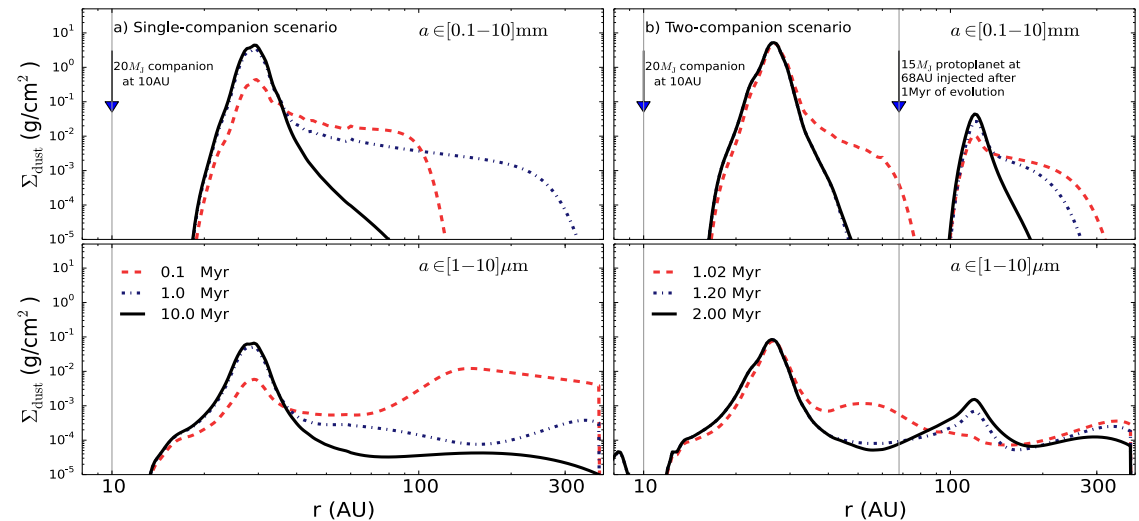 a) Single-companion scenario
a ∈[0.1−10]mm
20M_J companion
at 10AU
Σ_dust (g/cm²)
10¹
10⁰
10⁻¹
10⁻²
10⁻³
10⁻⁴
10⁻⁵
b) Two-companion scenario
a ∈[0.1−10]mm
20M_J companion
at 10AU
15M_J protoplanet at
68AU injected after
1Myr of evolution
a ∈[1−10]μm
0.1 Myr
1.0 Myr
10.0 Myr
Σ_dust (g/cm²)
10¹
10⁰
10⁻¹
10⁻²
10⁻³
10⁻⁴
10⁻⁵
10 100 300
r (AU)
a ∈[1−10]μm
1.02 Myr
1.20 Myr
2.00 Myr
10 100 300
r (AU)